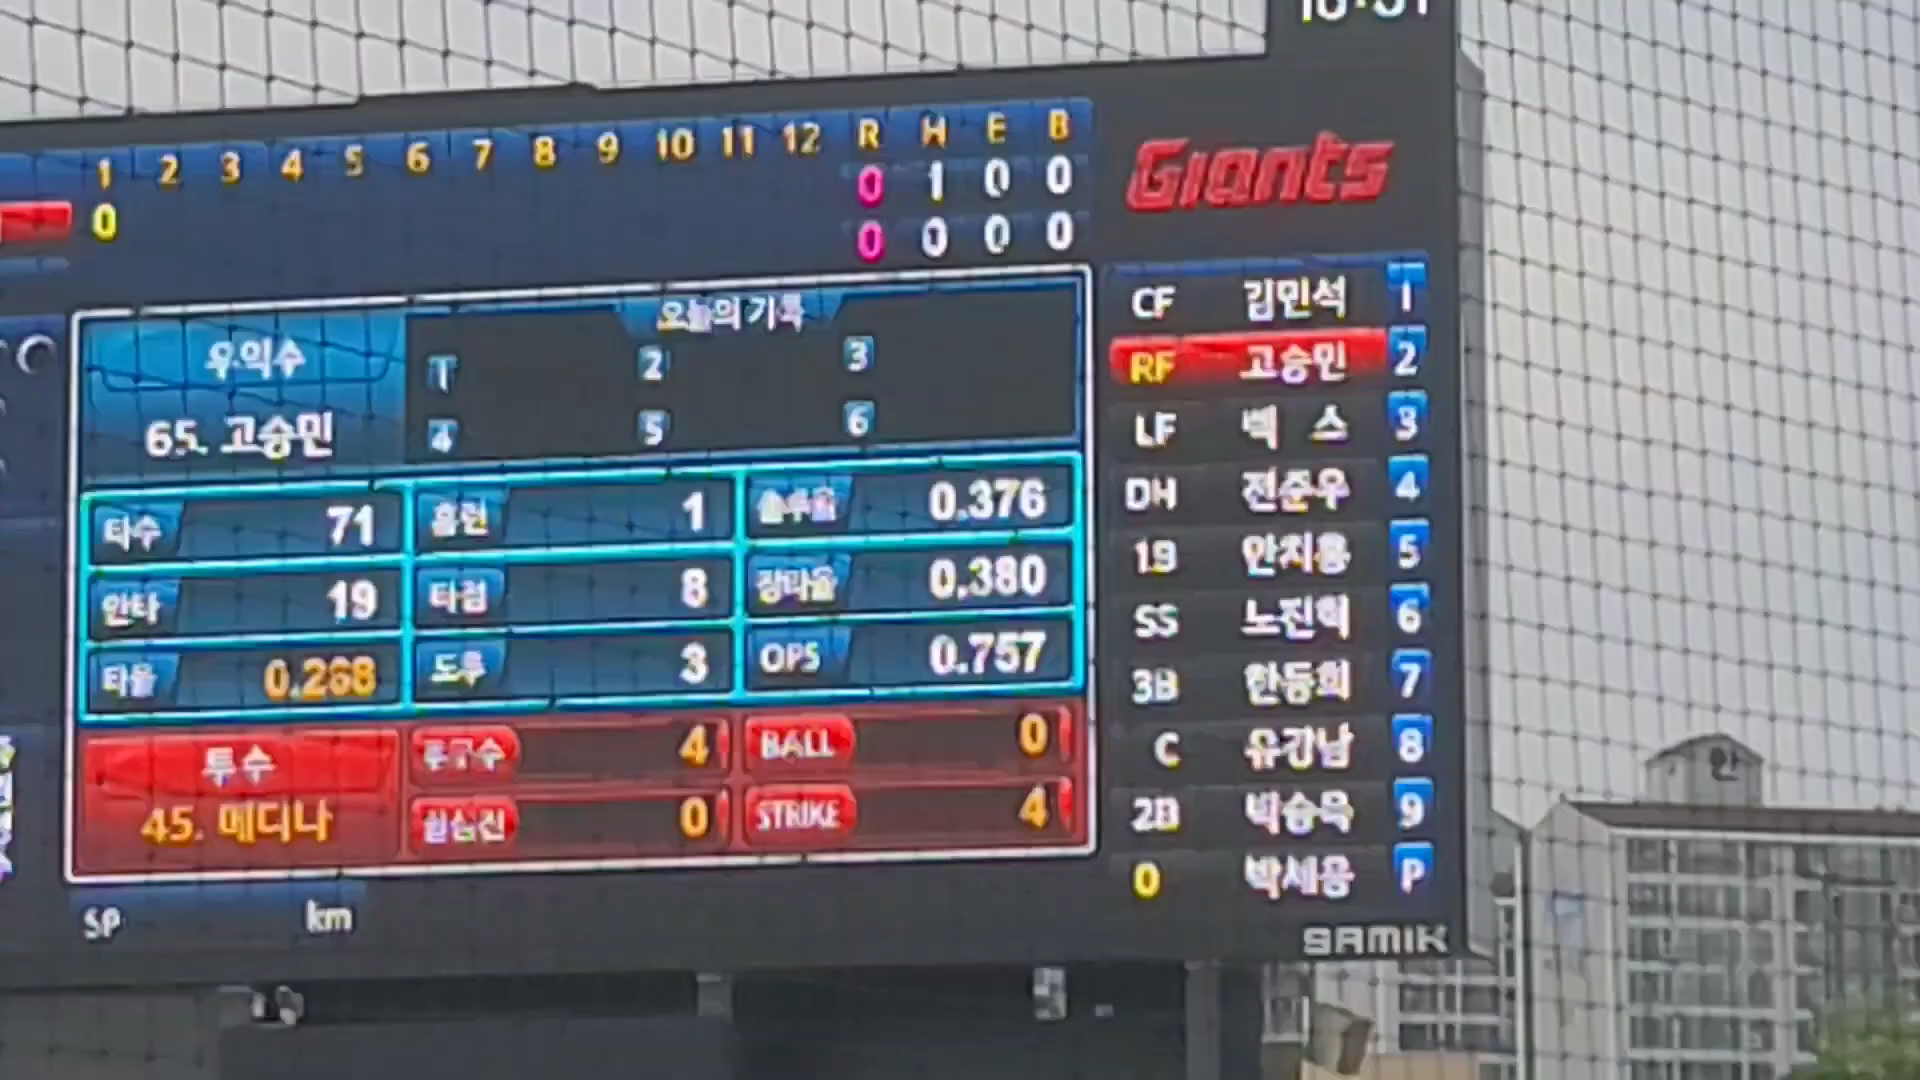 1 2 3 4 5 6 7 8 9 10 11 12 R H E B
0 0 1 0 0
0 0 0 0
Giants
우익수
65. 고승민
오늘의 기록
1 2 3
4 5 6
타수 71 홈런 1 출루율 0.376
안타 19 타점 8 장타율 0.380
타율 0.268 도루 3 OPS 0.757
투수
45. 메디나
투구수 4 BALL 0
탈삼진 0 STRIKE 4
SP km
CF 김민석 1
RF 고승민 2
LF 벡스 3
DH 전준우 4
1B 안치홍 5
SS 노진혁 6
3B 한동희 7
C 유강남 8
2B 박승욱 9
0 박세웅 P
SAMIK